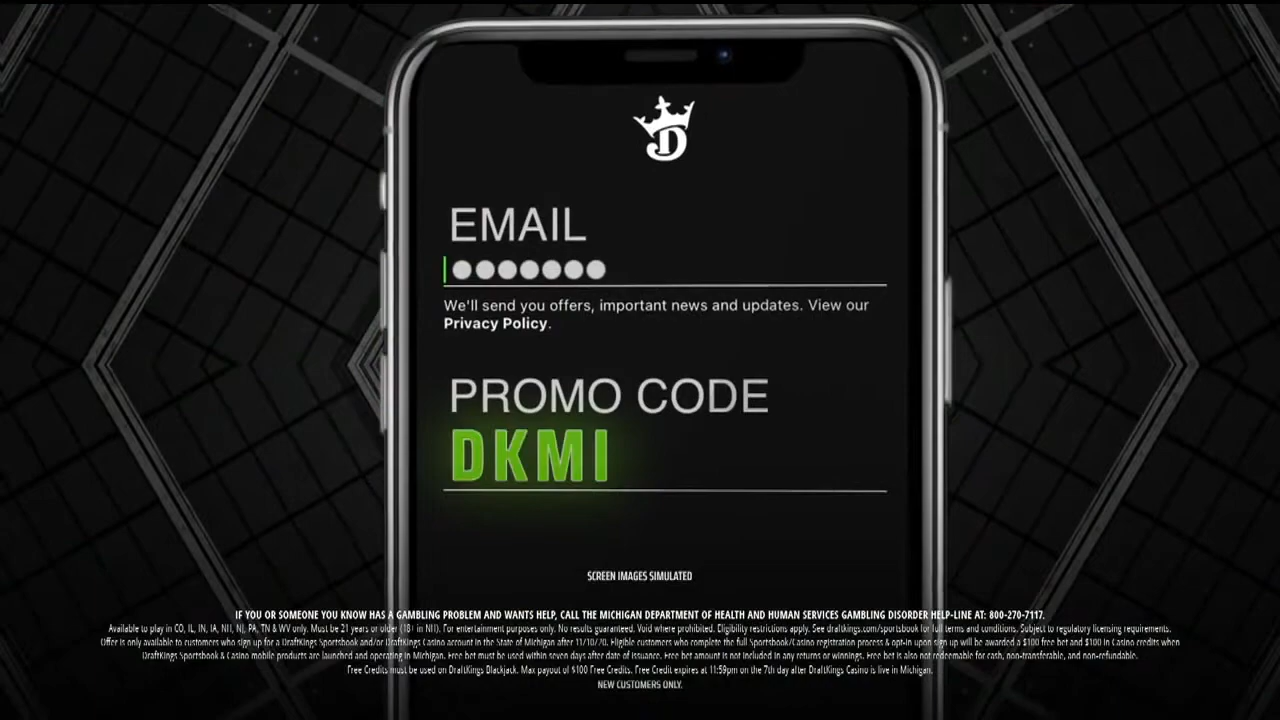 EMAIL
We'll send you offers, important news and updates. View our
Privacy Policy.
PROMO CODE
DKMI
SCREEN IMAGES SIMULATED
IF YOU OR SOMEONE YOU KNOW HAS A GAMBLING PROBLEM AND WANTS HELP, CALL THE MICHIGAN DEPARTMENT OF HEALTH AND HUMAN SERVICES GAMBLING DISORDER HELP-LINE AT: 800-270-7117.
Available to play in CO, IL, IN, IA, NH, NJ, PA, TN & WV only. Must be 21 years or older (18+ in NH). For entertainment purposes only. No results guaranteed. Void where prohibited. Eligibility restrictions apply. See draftkings.com/sportsbook for full terms and conditions. Subject to regulatory licensing requirements.
Offer is only available to customers who sign up for a DraftKings Sportsbook and/or DraftKings Casino account in the State of Michigan after 11/10/20. Eligible customers who complete the full Sportsbook/Casino registration process & opt-in upon sign up will be awarded a $100 free bet and $100 in Casino credits when
DraftKings Sportsbook & Casino mobile products are launched and operating in Michigan. Free bet must be used within seven days after date of issuance. Free bet amount is not included in any returns or winnings. Free bet is also not redeemable for cash, non-transferable, and non-refundable.
Free Credits must be used on DraftKings Blackjack. Max payout of $100 Free Credits. Free Credit expires at 11:59pm on the 7th day after DraftKings Casino is live in Michigan.
NEW CUSTOMERS ONLY.